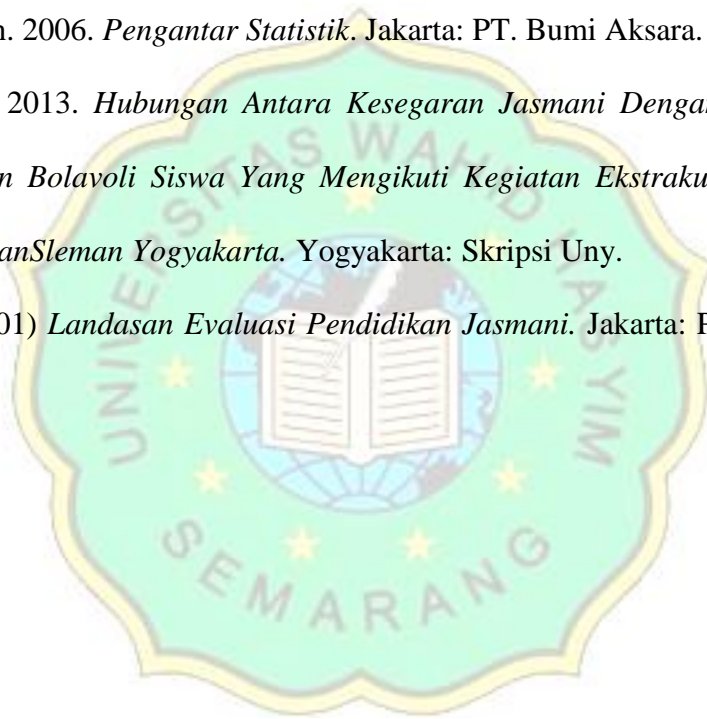 n. 2006. Pengantar Statistik. Jakarta: PT. Bumi Aksara.
2013. Hubungan Antara Kesegaran Jasmani Dengan
n Bolavoli Siswa Yang Mengikuti Kegiatan Ekstraku
anSleman Yogyakarta. Yogyakarta: Skripsi Uny.
01) Landasan Evaluasi Pendidikan Jasmani. Jakarta: P
UNIVERSITAS WAHID HASYIM
SEMARANG